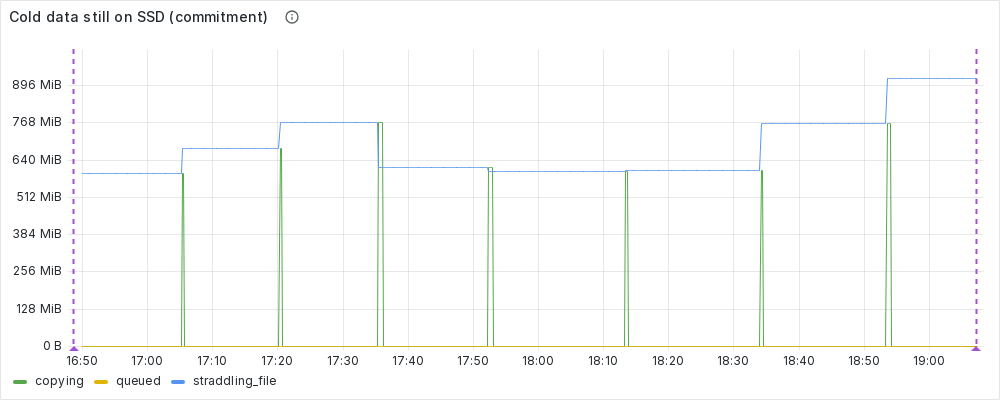 Cold data still on SSD (commitment)
896 MiB
768 MiB
640 MiB
512 MiB
384 MiB
256 MiB
128 MiB
0 B
16:50 17:00 17:10 17:20 17:30 17:40 17:50 18:00 18:10 18:20 18:30 18:40 18:50 19:00
copying queued straddling_file